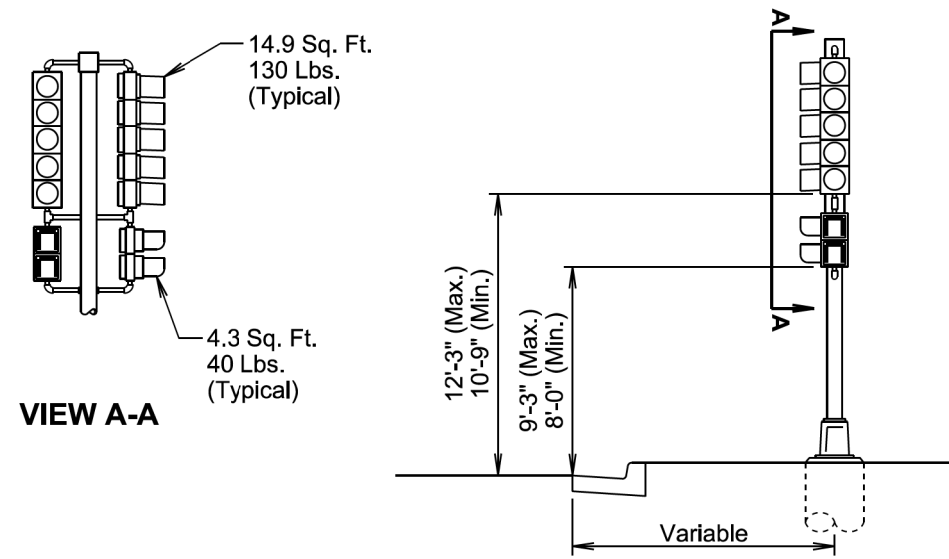 14.9 Sq. Ft.
130 Lbs.
(Typical)
4.3 Sq. Ft.
40 Lbs.
(Typical)
VIEW A-A
A
A
12'-3" (Max.)
10'-9" (Min.)
9'-3" (Max.)
8'-0" (Min.)
Variable